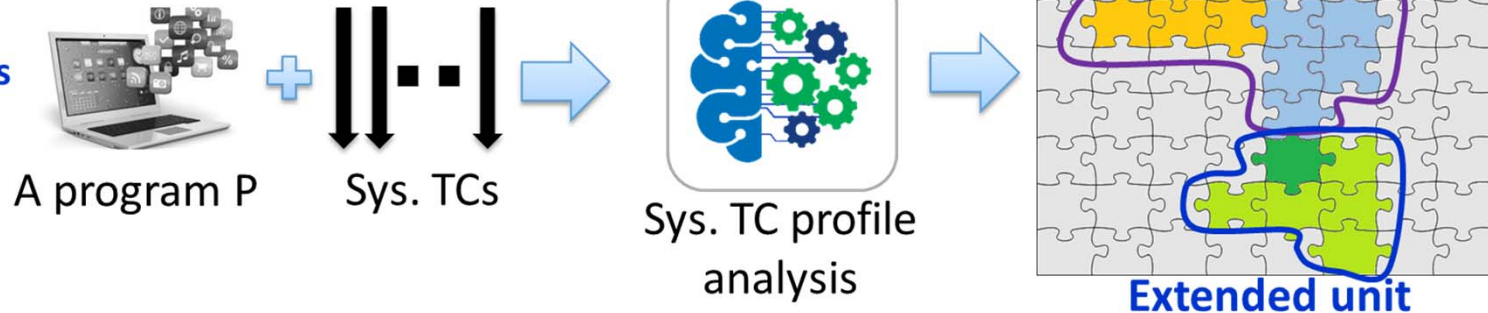 s
A program P
Sys. TCs
Sys. TC profile
analysis
Extended unit